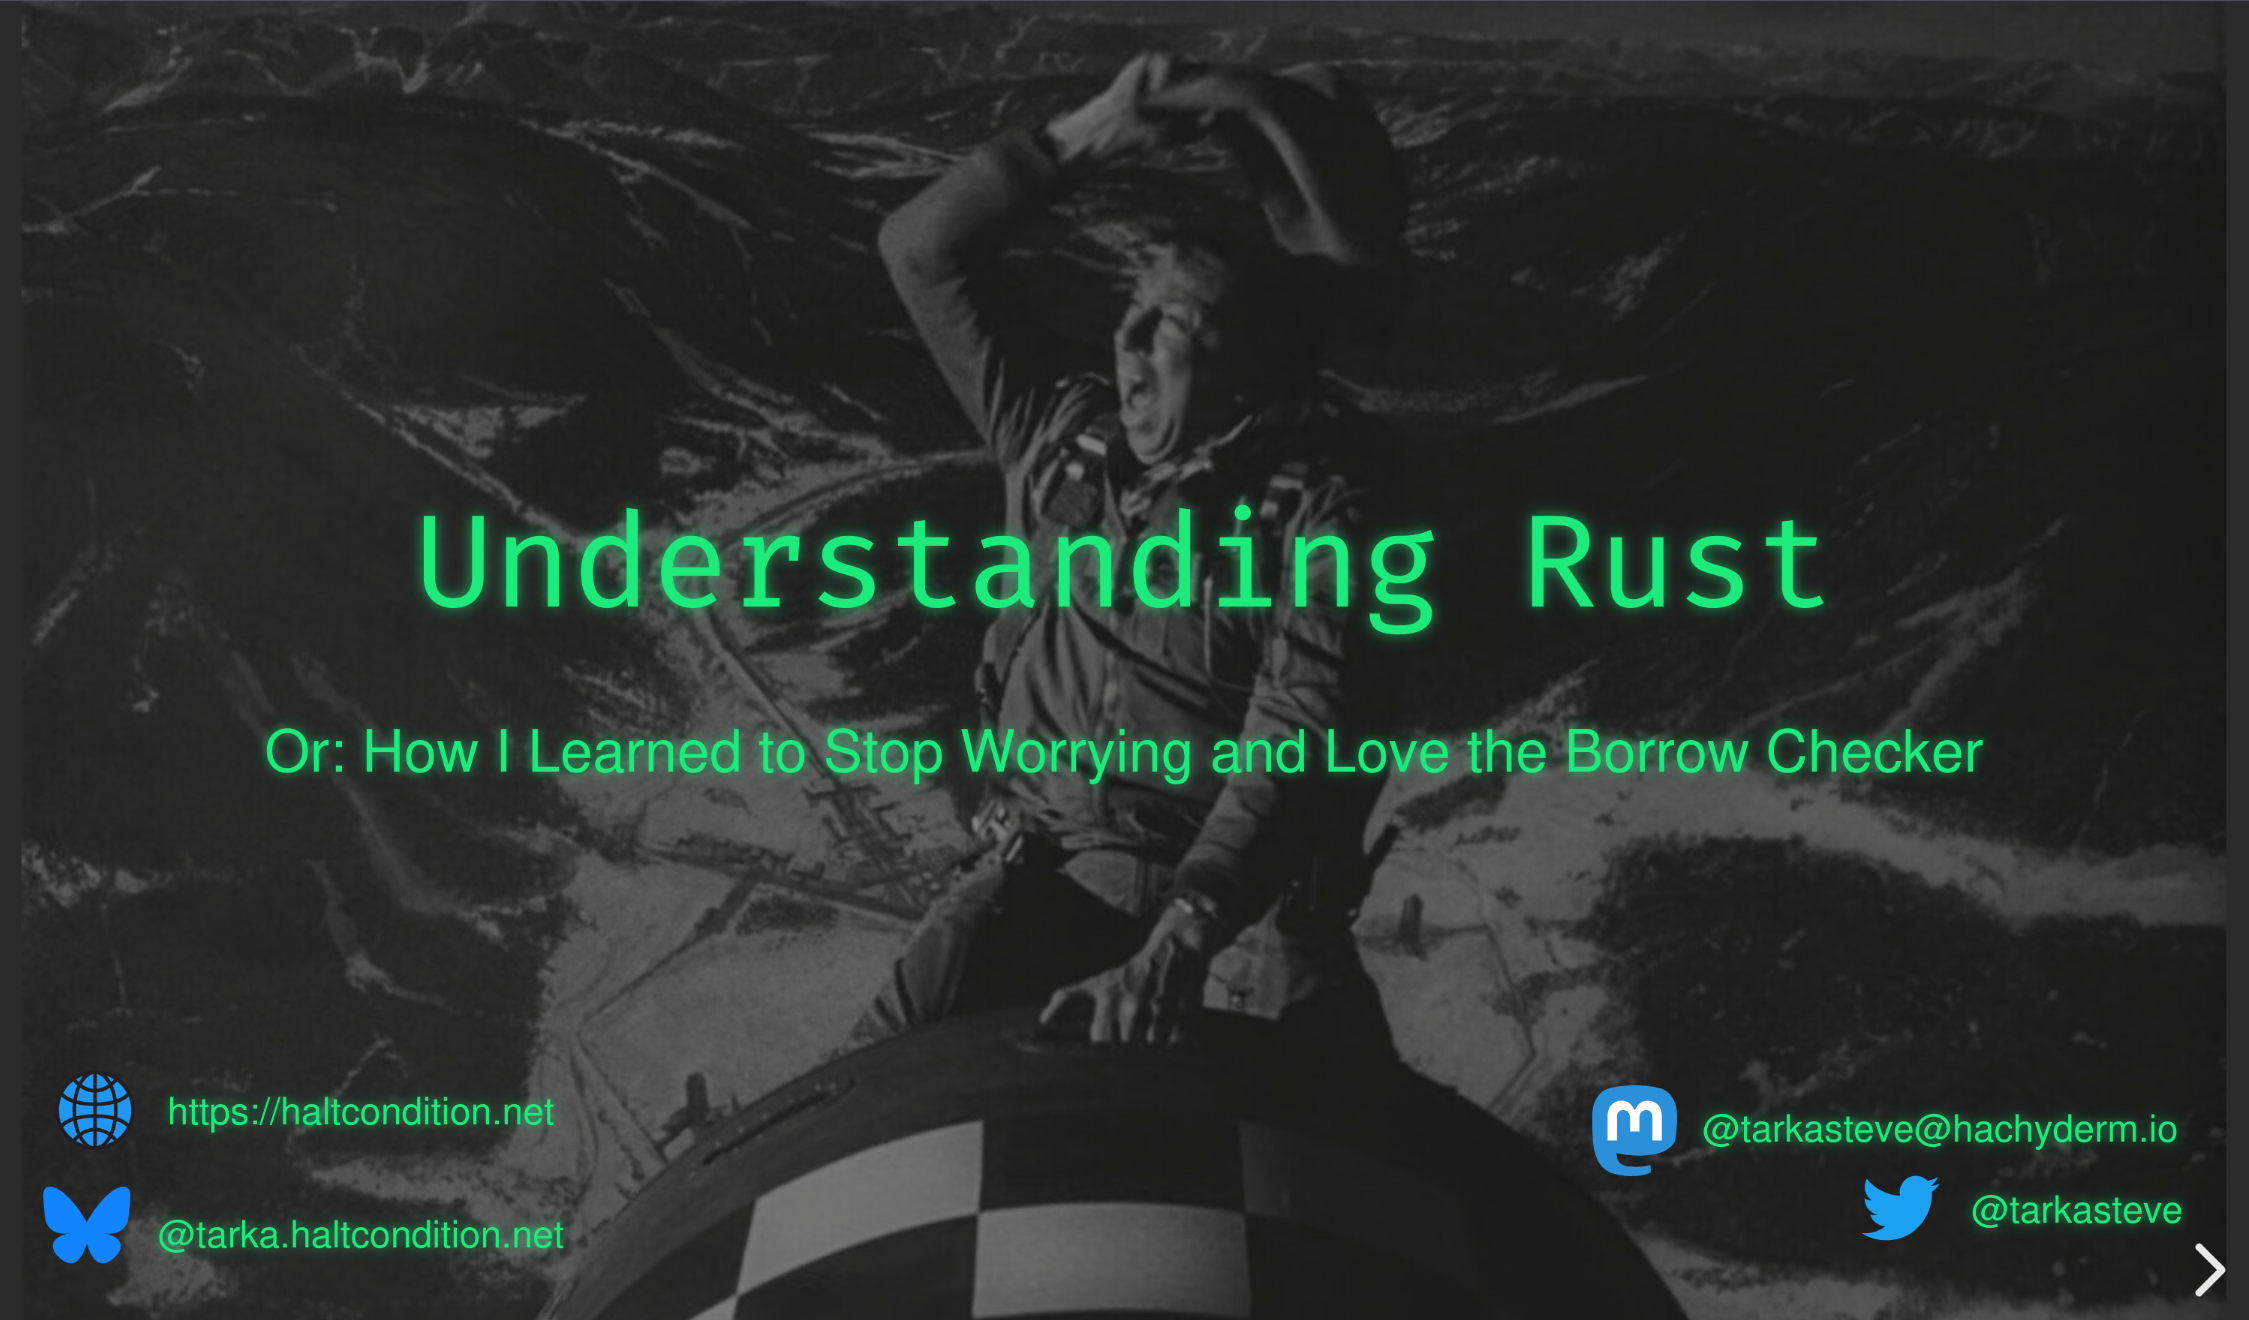 Understanding Rust
Or: How I Learned to Stop Worrying and Love the Borrow Checker
https://haltcondition.net
@tarka.haltcondition.net
@tarkasteve@hachyderm.io
@tarkasteve